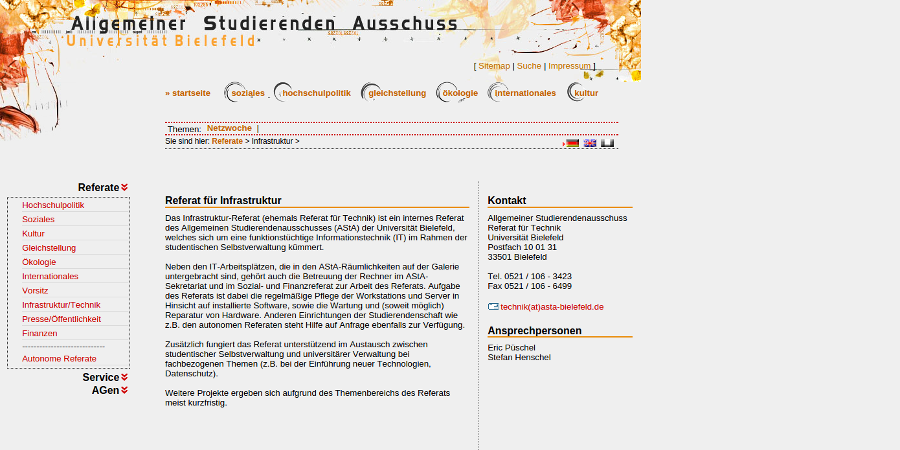 Allgemeiner Studierenden Ausschuss
Universität Bielefeld
[ Sitemap | Suche | Impressum ]
» startseite soziales hochschulpolitik gleichstellung ökologie internationales kultur
Themen: Netzwoche |
Sie sind hier: Referate > Infrastruktur >
Referate
Hochschulpolitik
Soziales
Kultur
Gleichstellung
Ökologie
Internationales
Vorsitz
Infrastruktur/Technik
Presse/Öffentlichkeit
Finanzen
------------------------------
Autonome Referate
Service
AGen
Referat für Infrastruktur
Das Infrastruktur-Referat (ehemals Referat für Technik) ist ein internes Referat
des Allgemeinen Studierendenausschusses (AStA) der Universität Bielefeld,
welches sich um eine funktionstüchtige Informationstechnik (IT) im Rahmen der
studentischen Selbstverwaltung kümmert.
Neben den IT-Arbeitsplätzen, die in den AStA-Räumlichkeiten auf der Galerie
untergebracht sind, gehört auch die Betreuung der Rechner im AStA-
Sekretariat und im Sozial- und Finanzreferat zur Arbeit des Referats. Aufgabe
des Referats ist dabei die regelmäßige Pflege der Workstations und Server in
Hinsicht auf installierte Software, sowie die Wartung und (soweit möglich)
Reparatur von Hardware. Anderen Einrichtungen der Studierendenschaft wie
z.B. den autonomen Referaten steht Hilfe auf Anfrage ebenfalls zur Verfügung.
Zusätzlich fungiert das Referat unterstützend im Austausch zwischen
studentischer Selbstverwaltung und universitärer Verwaltung bei
fachbezogenen Themen (z.B. bei der Einführung neuer Technologien,
Datenschutz).
Weitere Projekte ergeben sich aufgrund des Themenbereichs des Referats
meist kurzfristig.
Kontakt
Allgemeiner Studierendenausschuss
Referat für Technik
Universität Bielefeld
Postfach 10 01 31
33501 Bielefeld
Tel. 0521 / 106 - 3423
Fax 0521 / 106 - 6499
technik(at)asta-bielefeld.de
Ansprechpersonen
Eric Püschel
Stefan Henschel